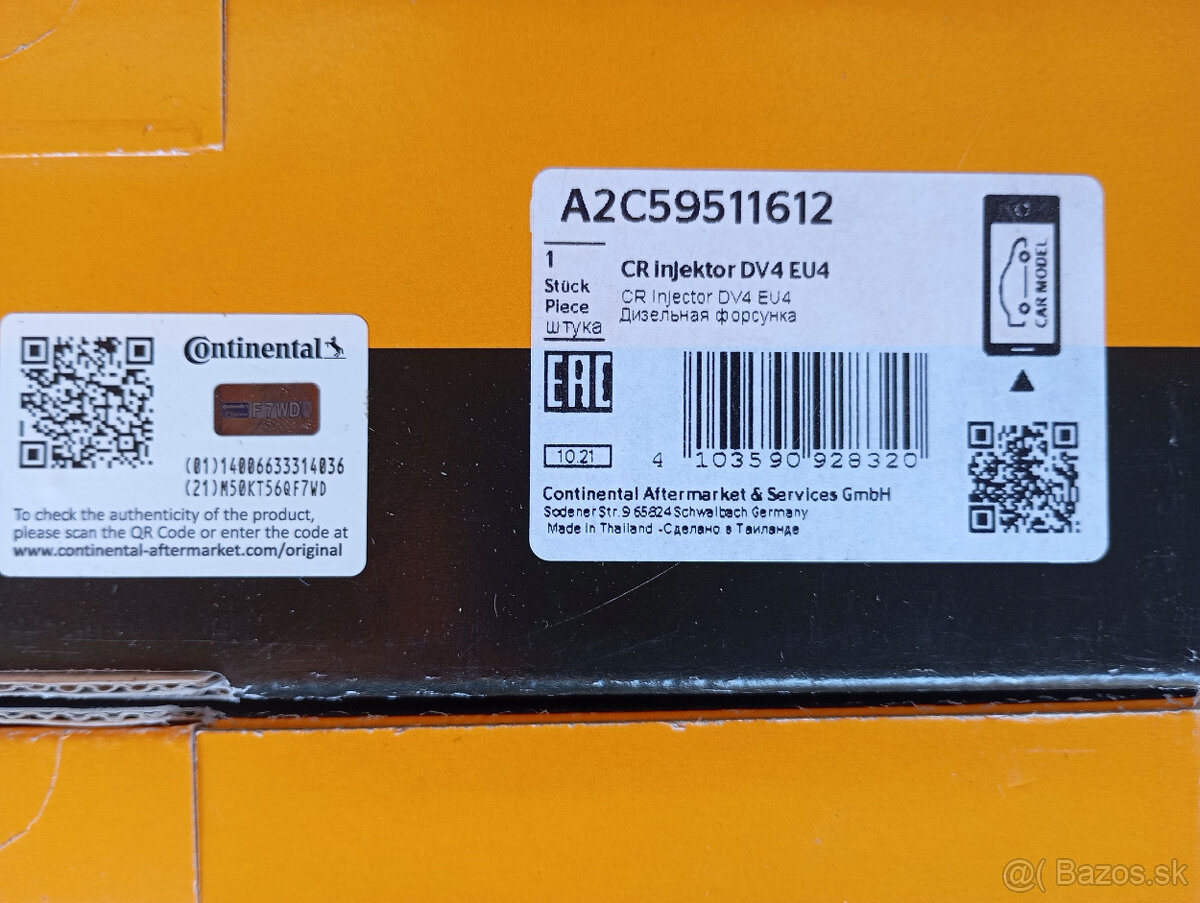 A2C59511612
1
Stück
Piece
штука
CR Injektor DV4 EU4
CR Injector DV4 EU4
Дизельная форсунка
CAR MODEL
EAC
10.21
4 103590 928320
Continental Aftermarket & Services GmbH
Sodener Str. 9 65824 Schwalbach Germany
Made in Thailand -Сделано в Таиланде
Continental
F7WD
(01)14006633314036
(21)M50KT56QF7WD
To check the authenticity of the product,
please scan the QR Code or enter the code at
www.continental-aftermarket.com/original
@( Bazos.sk